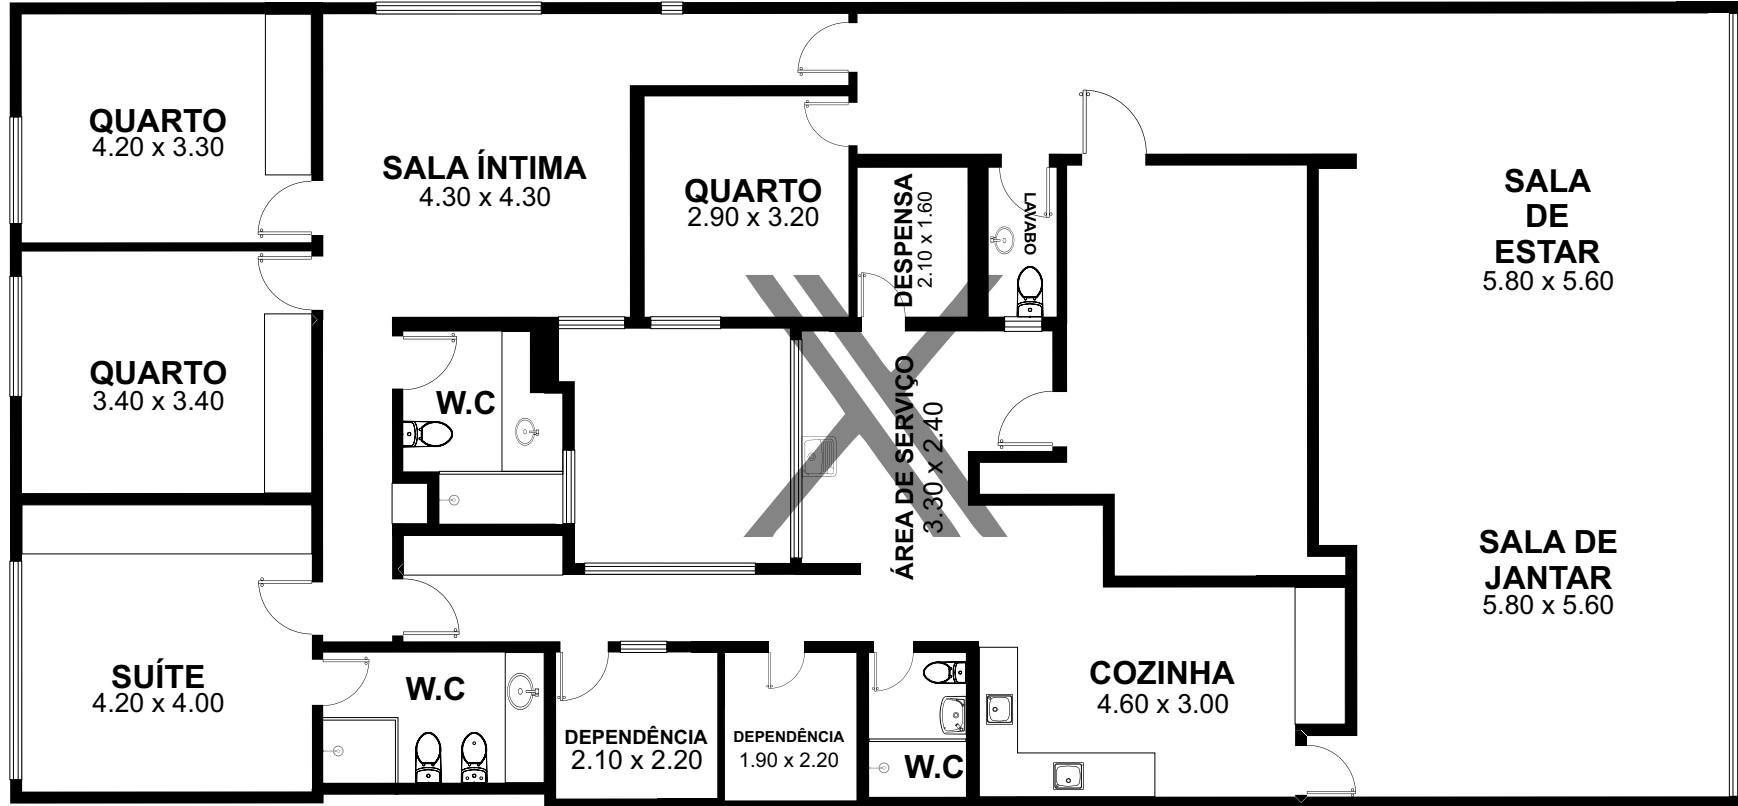 QUARTO
4.20 x 3.30
SALA ÍNTIMA
4.30 x 4.30
QUARTO
2.90 x 3.20
DESPENSA
2.10 x 1.60
LAVABO
SALA
DE
ESTAR
5.80 x 5.60
QUARTO
3.40 x 3.40
W.C
ÁREA DE SERVIÇO
3.30 x 2.40
SALA DE
JANTAR
5.80 x 5.60
SUÍTE
4.20 x 4.00
W.C
DEPENDÊNCIA
2.10 x 2.20
DEPENDÊNCIA
1.90 x 2.20
W.C
COZINHA
4.60 x 3.00